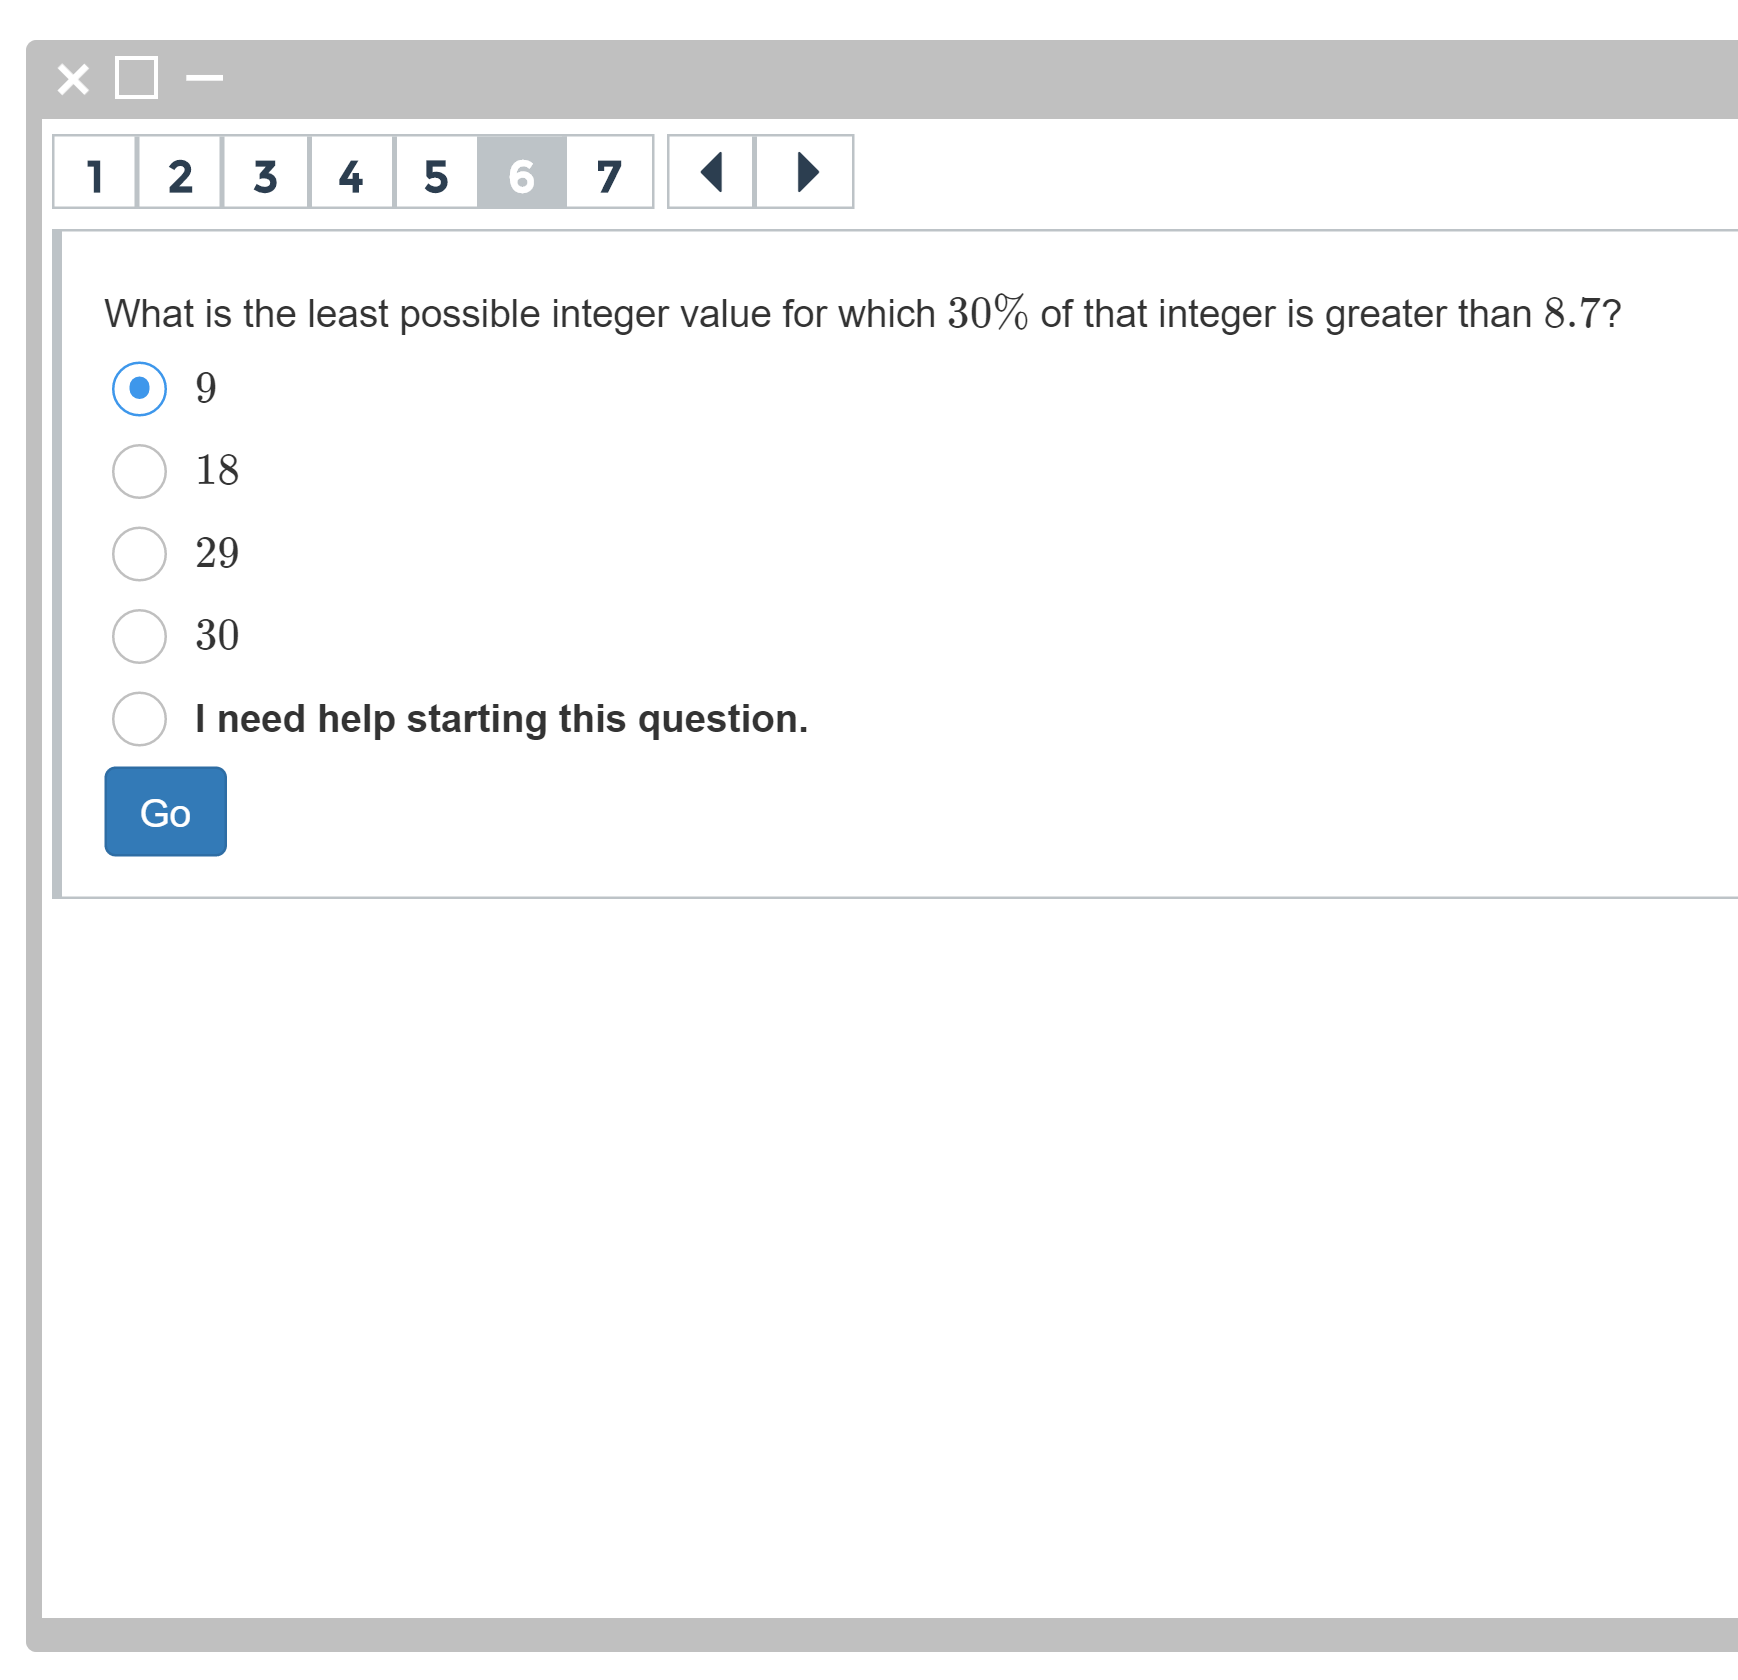 1 2 3 4 5 6 7
What is the least possible integer value for which 30% of that integer is greater than 8.7?
9
18
29
30
I need help starting this question.
Go